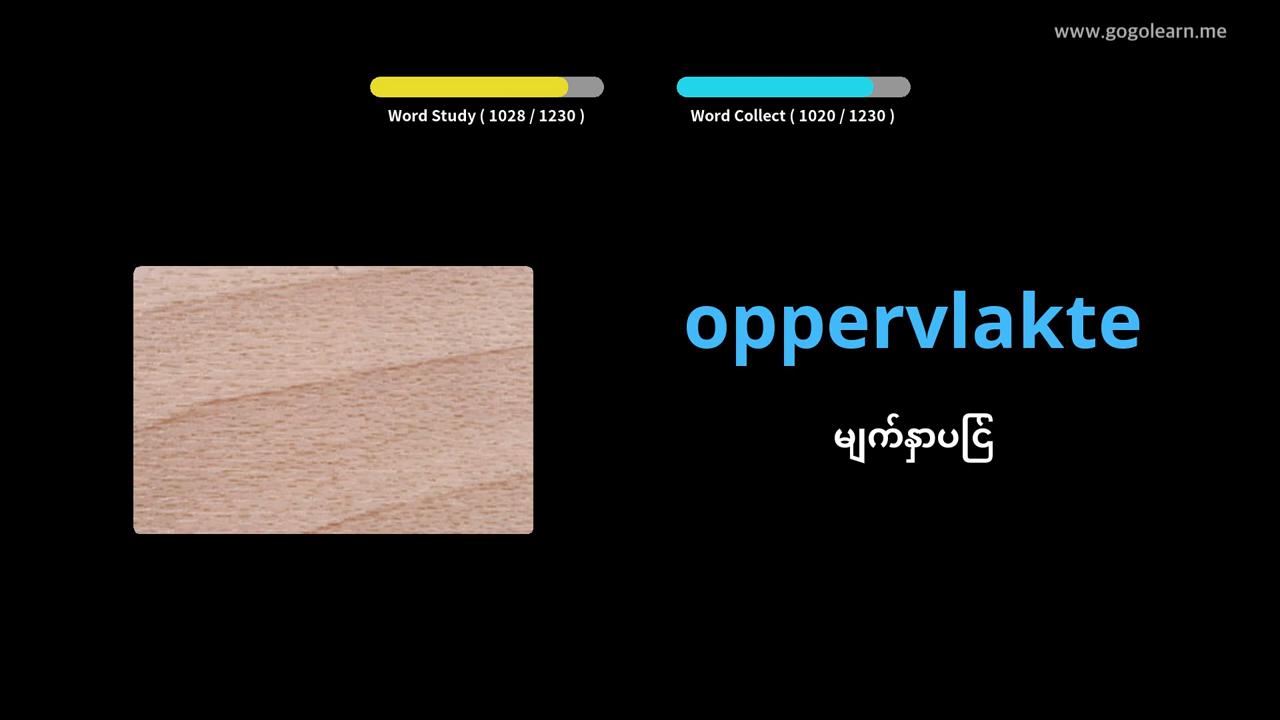 www.gogolearn.me
Word Study ( 1028 / 1230 )
Word Collect ( 1020 / 1230 )
oppervlakte
မျက်နှာပြင်